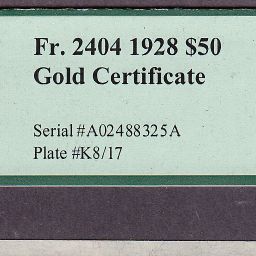 Fr. 2404 1928 $50
Gold Certificate
Serial #A02488325A
Plate #K8/17